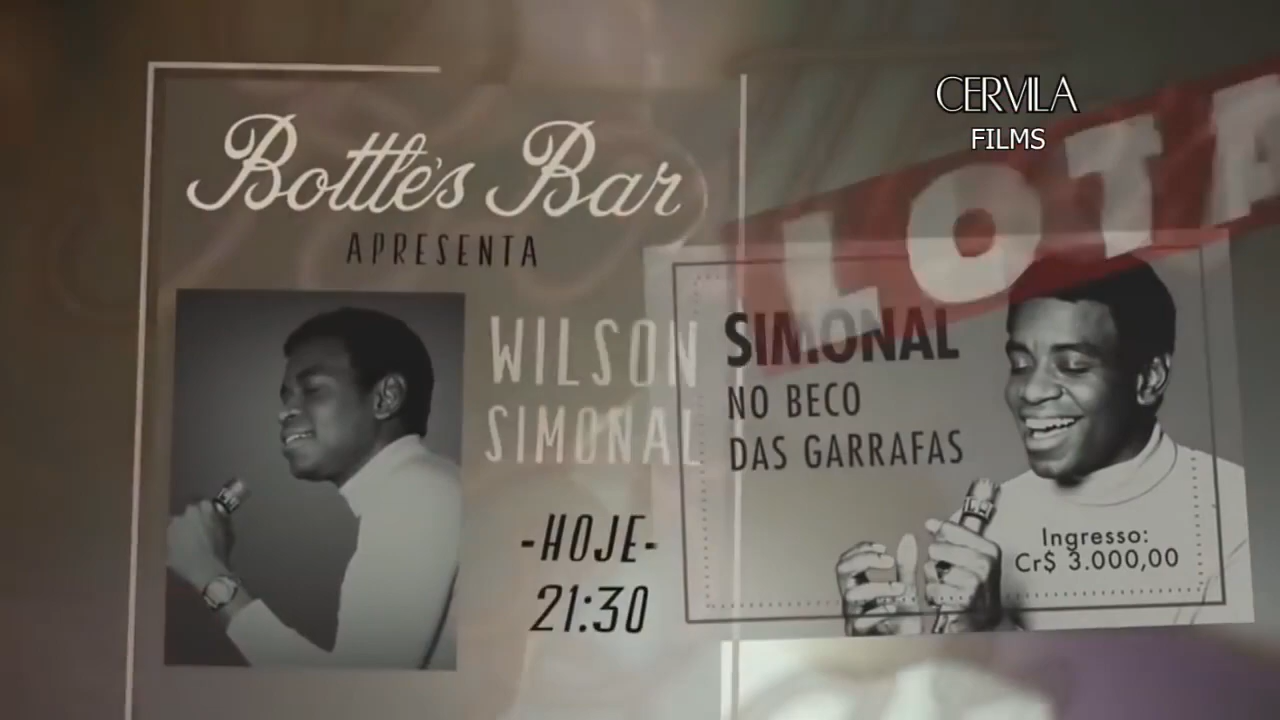 CERVILA
FILMS
Bottle's Bar
APRESENTA
WILSON
SIMONAL
-HOJE-
21:30
LOTA
SIMONAL
NO BECO
DAS GARRAFAS
Ingresso:
Cr$ 3.000,00